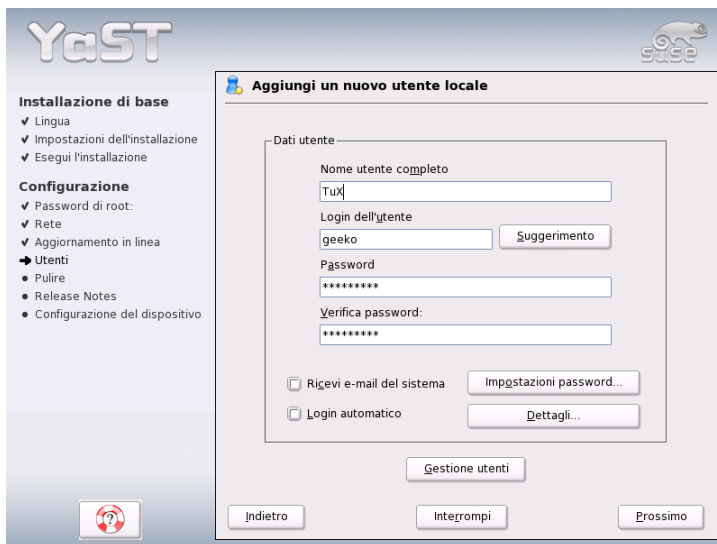 YaST
SUSE
Installazione di base
Lingua
Impostazioni dell'installazione
Esegui l'installazione
Configurazione
Password di root:
Rete
Aggiornamento in linea
Utenti
Pulire
Release Notes
Configurazione del dispositivo
Aggiungi un nuovo utente locale
Dati utente
Nome utente completo
TuX
Login dell'utente
geeko
Suggerimento
Password
*********
Verifica password:
*********
Ricevi e-mail del sistema
Impostazioni password...
Login automatico
Dettagli...
Gestione utenti
Indietro
Interrompi
Prossimo